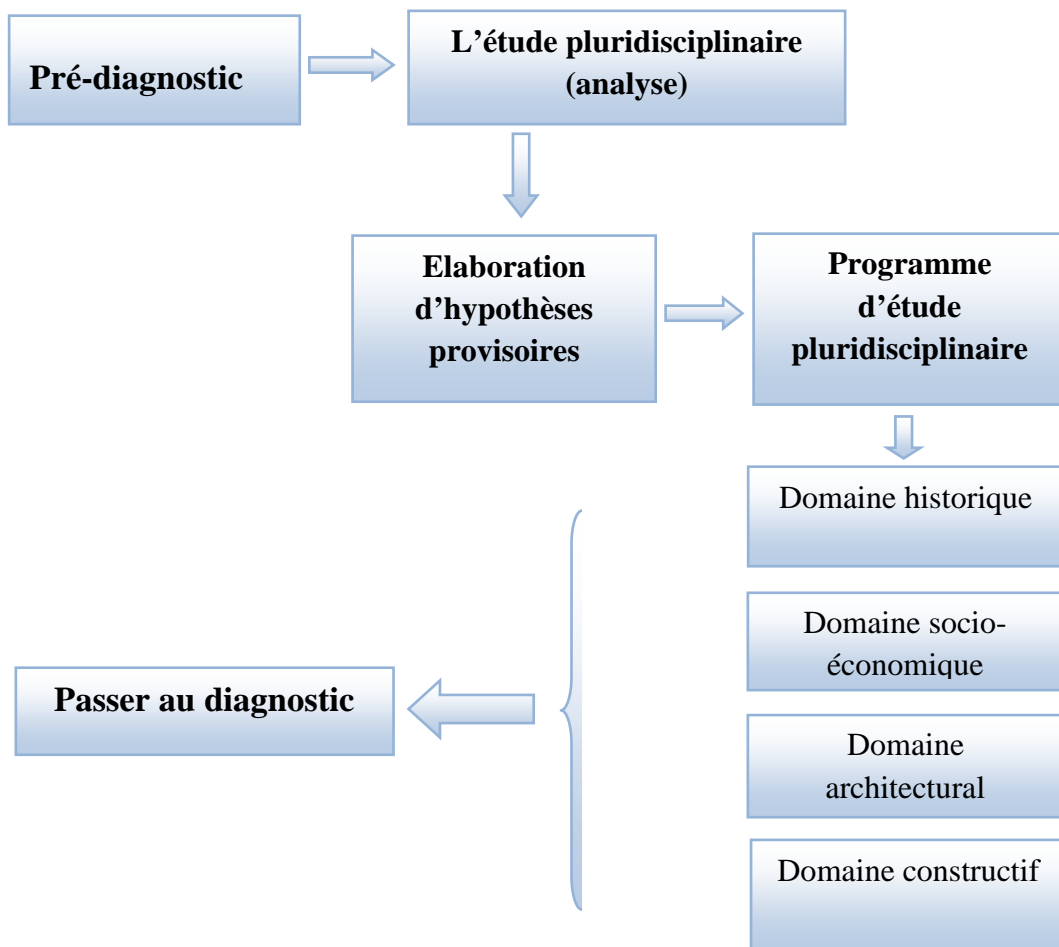 Pré-diagnostic
L’étude pluridisciplinaire
(analyse)
Elaboration
d’hypothèses
provisoires
Programme
d’étude
pluridisciplinaire
Domaine historique
Domaine socio-
économique
Domaine
architectural
Domaine constructif
Passer au diagnostic